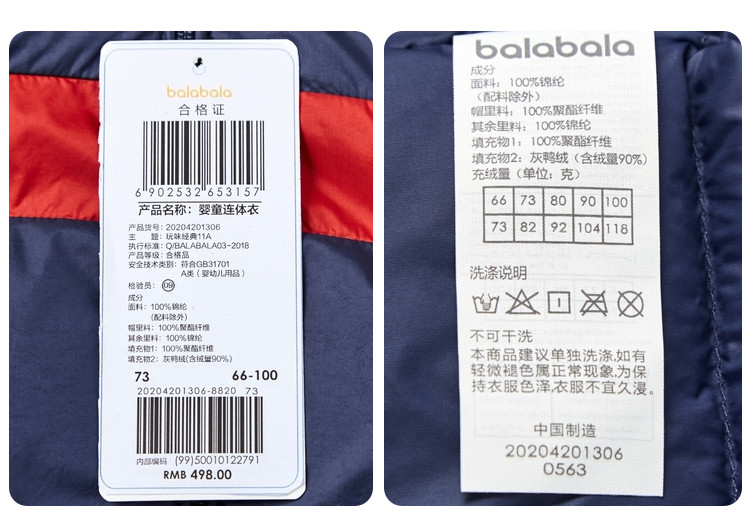 balabala
合格证
6 902532 653157
产品名称：婴童连体衣
产品货号：20204201306
主　　题：玩味经典11A
执行标准：Q/BALABALA03-2018
产品等级：合格品
安全技术类别：符合GB31701
A类（婴幼儿用品）
检验员：09
成分
面料：100%锦纶
（配料除外）
帽里料：100%聚酯纤维
其余里料：100%锦纶
填充物1：100%聚酯纤维
填充物2：灰鸭绒(含绒量90%)
73 66-100
20204201306-8820 73
内部编码 (99)50010122791
RMB 498.00
balabala
成分
面料：100%锦纶
（配料除外）
帽里料：100%聚酯纤维
其余里料：100%锦纶
填充物1：100%聚酯纤维
填充物2：灰鸭绒（含绒量90%）
充绒量（单位：克）
66 73 80 90 100
73 82 92 104 118
洗涤说明
不可干洗
本商品建议单独洗涤,如有
轻微褪色属正常现象,为保
持衣服色泽,衣服不宜久浸。
中国制造
20204201306
0563